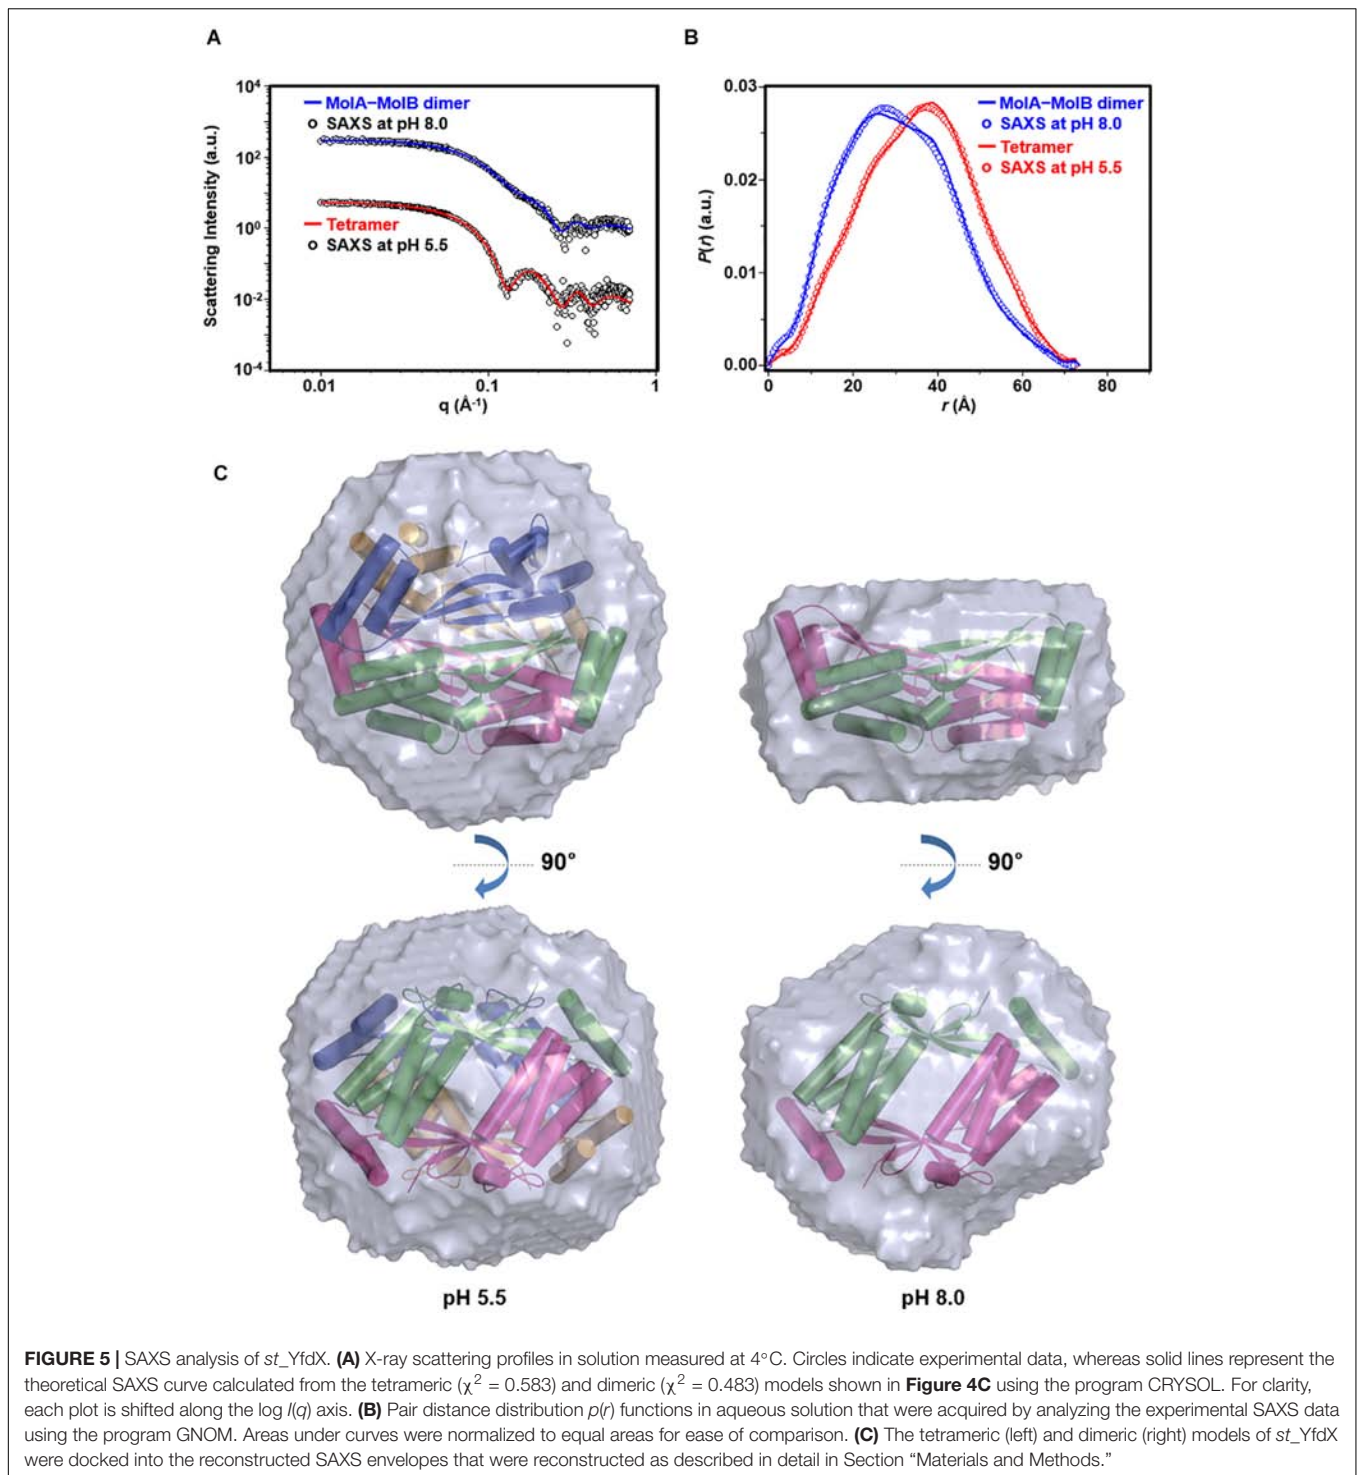 A
Scattering Intensity (a.u.)
10⁴
10²
10⁰
10⁻²
10⁻⁴
MolA−MolB dimer
SAXS at pH 8.0
Tetramer
SAXS at pH 5.5
0.01 0.1 1
q (Å⁻¹)
B
P(r) (a.u.)
0.03
0.02
0.01
0.00
MolA−MolB dimer
SAXS at pH 8.0
Tetramer
SAXS at pH 5.5
0 20 40 60 80
r (Å)
C
90°
90°
pH 5.5
pH 8.0
FIGURE 5 | SAXS analysis of st_YfdX. (A) X-ray scattering profiles in solution measured at 4°C. Circles indicate experimental data, whereas solid lines represent the
theoretical SAXS curve calculated from the tetrameric (χ² = 0.583) and dimeric (χ² = 0.483) models shown in Figure 4C using the program CRYSOL. For clarity,
each plot is shifted along the log I(q) axis. (B) Pair distance distribution p(r) functions in aqueous solution that were acquired by analyzing the experimental SAXS data
using the program GNOM. Areas under curves were normalized to equal areas for ease of comparison. (C) The tetrameric (left) and dimeric (right) models of st_YfdX
were docked into the reconstructed SAXS envelopes that were reconstructed as described in detail in Section “Materials and Methods.”